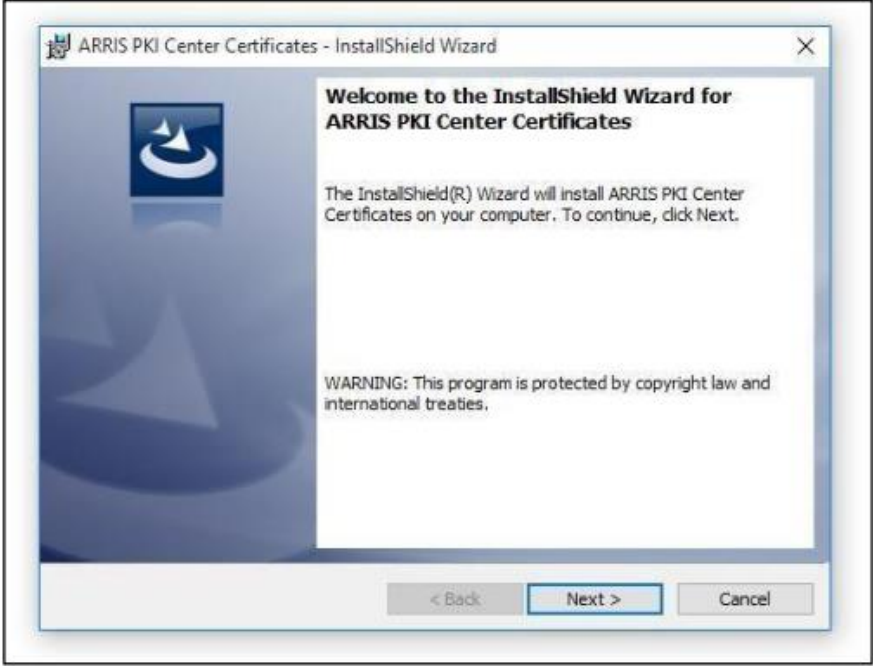 ARRIS PKI Center Certificates - InstallShield Wizard
Welcome to the InstallShield Wizard for
ARRIS PKI Center Certificates
The InstallShield(R) Wizard will install ARRIS PKI Center
Certificates on your computer. To continue, click Next.
WARNING: This program is protected by copyright law and
international treaties.
< Back Next > Cancel